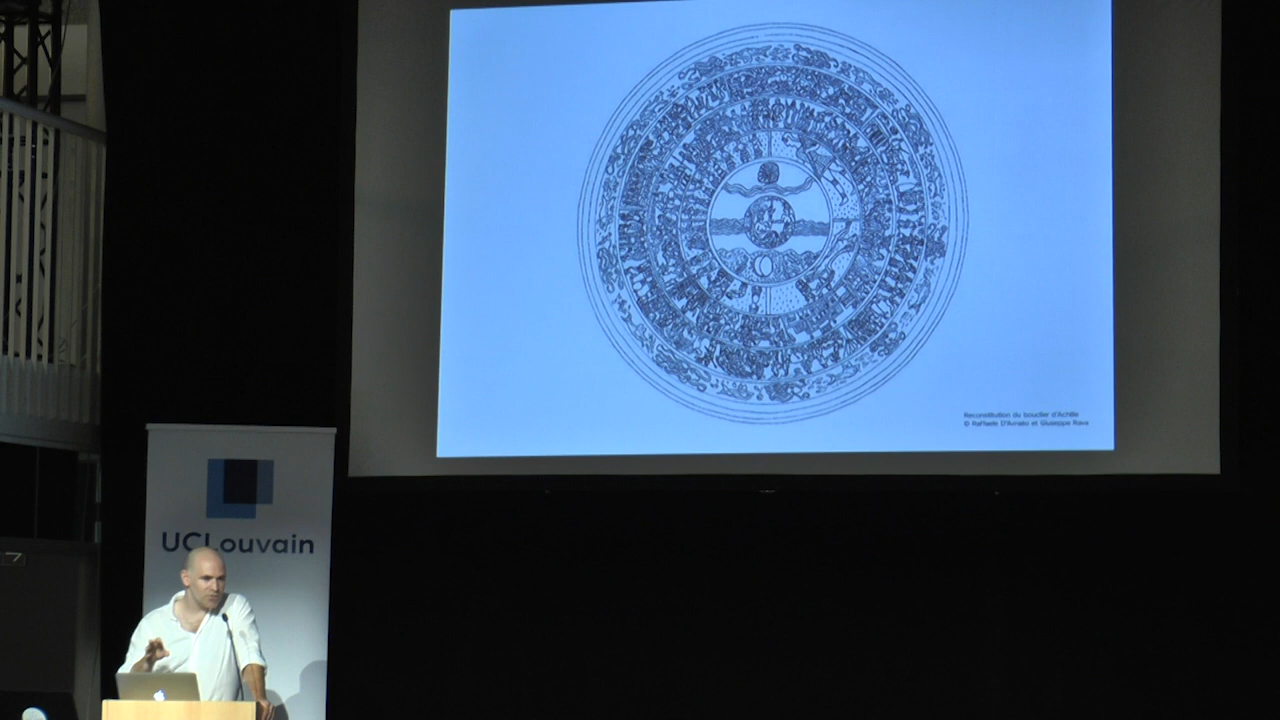 Reconstitution du bouclier d'Achille
© Raffaele D'Amato et Giuseppe Rava
UCLouvain